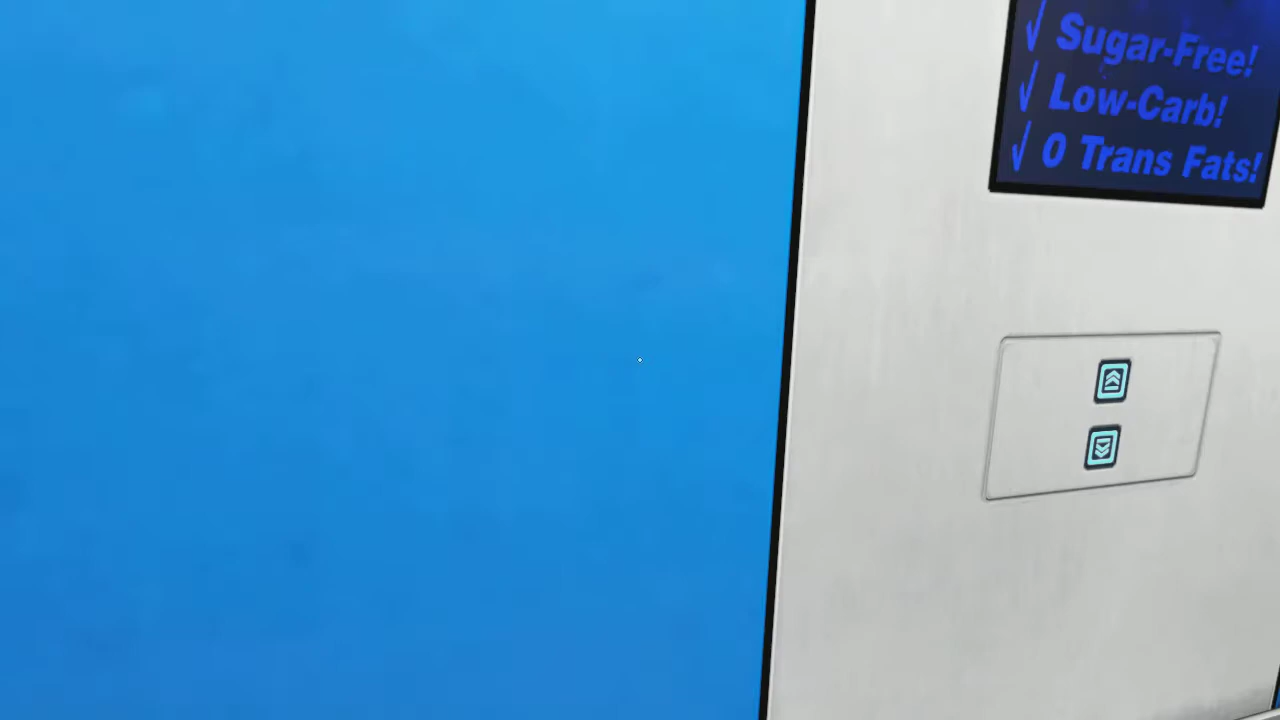 √ Sugar-Free!
√ Low-Carb!
√ 0 Trans Fats!